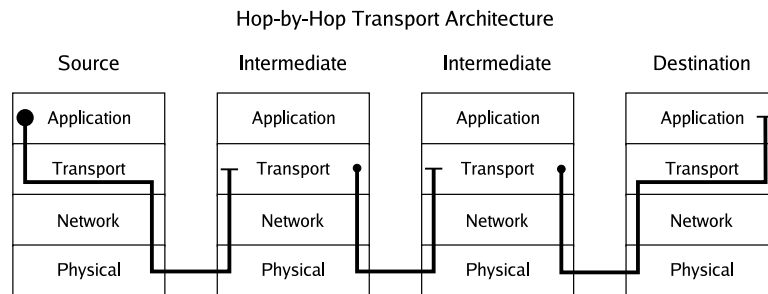 Hop-by-Hop Transport Architecture
Source Intermediate Intermediate Destination
Application Application Application Application
Transport Transport Transport Transport
Network Network Network Network
Physical Physical Physical Physical